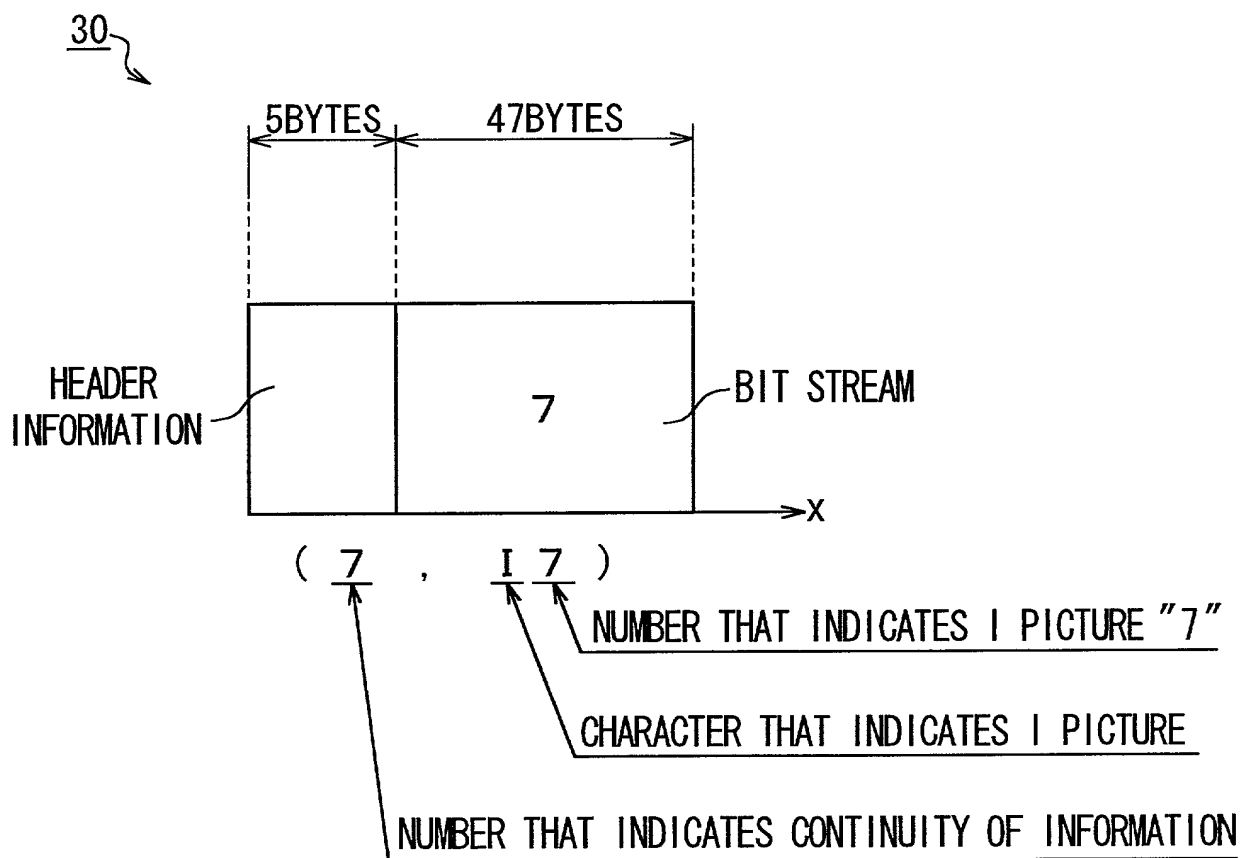 30
5BYTES 47BYTES
HEADER
INFORMATION
7
BIT STREAM
X
( 7 , I 7 )
NUMBER THAT INDICATES I PICTURE "7"
CHARACTER THAT INDICATES I PICTURE
NUMBER THAT INDICATES CONTINUITY OF INFORMATION